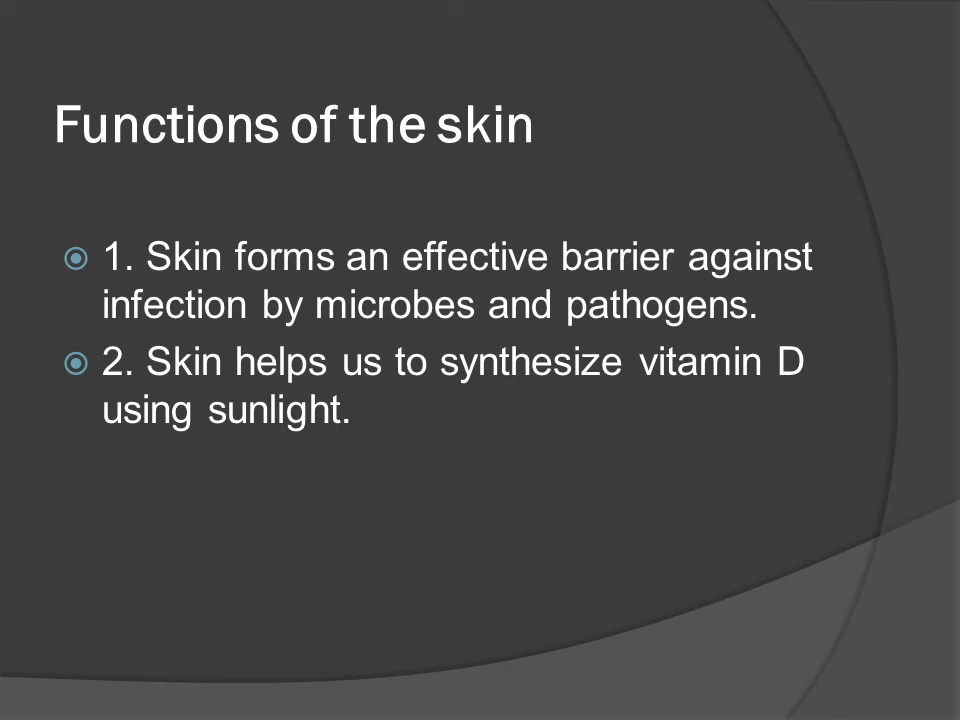 Functions of the skin
1. Skin forms an effective barrier against
infection by microbes and pathogens.
2. Skin helps us to synthesize vitamin D
using sunlight.